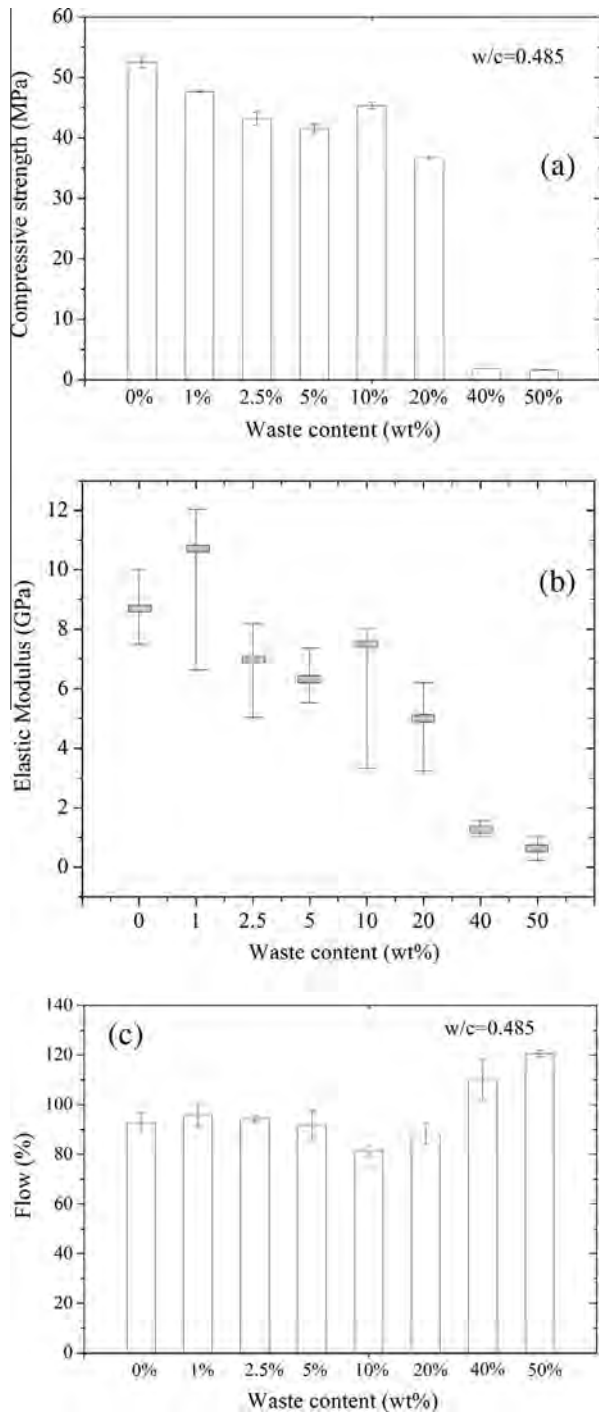 60
50
40
30
20
10
0
Compressive strength (MPa)
w/c=0.485
(a)
0% 1% 2.5% 5% 10% 20% 40% 50%
Waste content (wt%)
12
10
8
6
4
2
0
Elastic Modulus (GPa)
(b)
0 1 2.5 5 10 20 40 50
Waste content (wt%)
140
120
100
80
60
40
20
0
Flow (%)
(c)
w/c=0.485
0% 1% 2.5% 5% 10% 20% 40% 50%
Waste content (wt%)